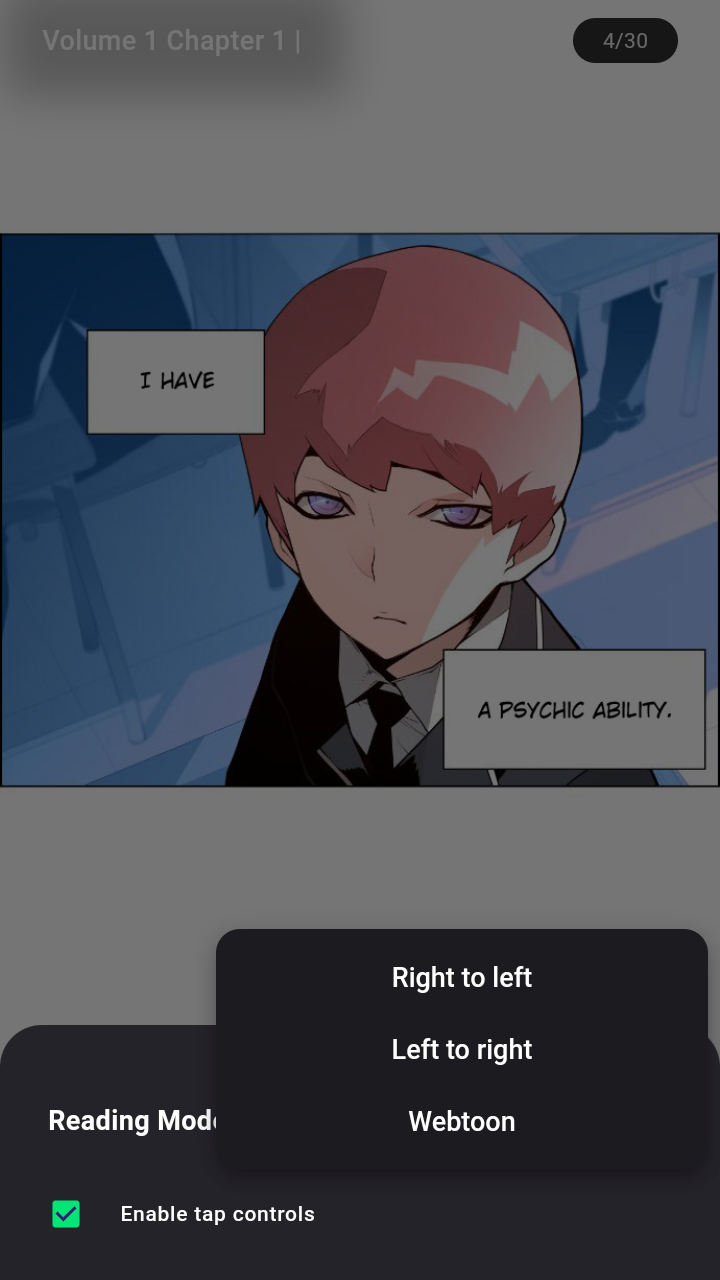 Volume 1 Chapter 1 |
4/30
I HAVE
A PSYCHIC ABILITY.
Right to left
Left to right
Webtoon
Reading Mod
Enable tap controls